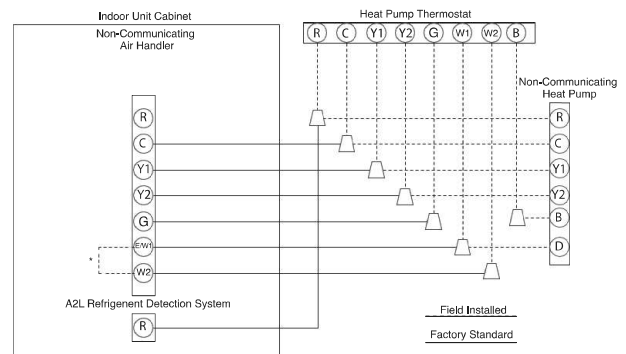 Indoor Unit Cabinet
Non-Communicating
Air Handler
Heat Pump Thermostat
R C Y1 Y2 G W1 W2 B
Non-Communicating
Heat Pump
R
C
Y1
Y2
B
D
R
C
Y1
Y2
G
E/W1
*
W2
A2L Refrigenent Detection System
R
Field Installed
Factory Standard